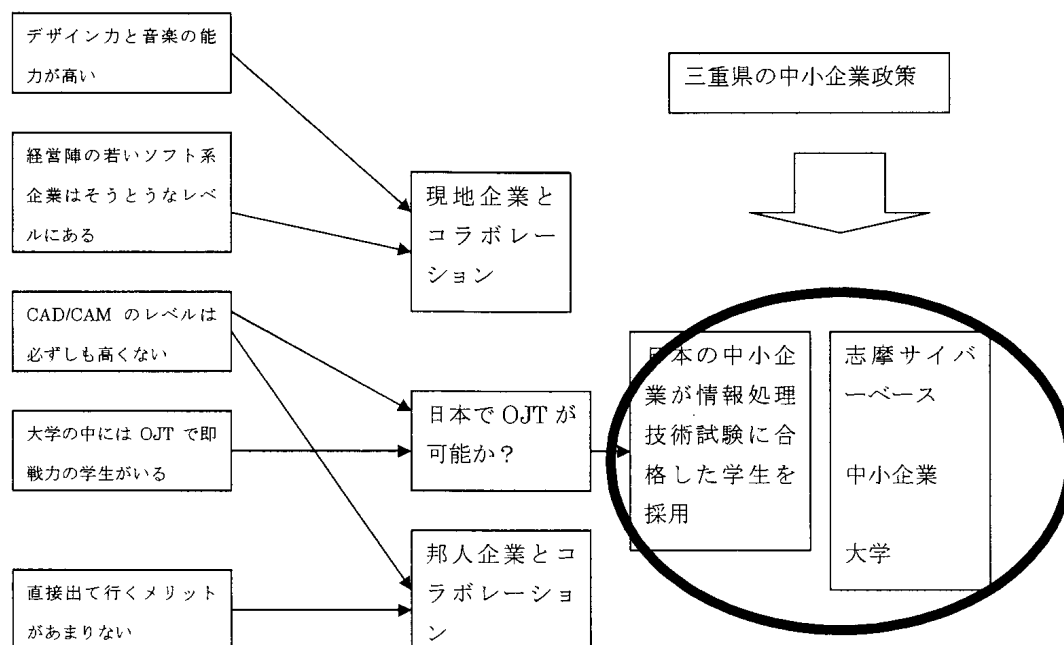 デザイン力と音楽の能
力が高い
経営陣の若いソフト系
企業はそうとうなレベ
ルにある
CAD/CAM のレベルは
必ずしも高くない
大学の中には OJT で即
戦力の学生がいる
直接出て行くメリット
があまりない
現地企業と
コラボレー
ション
日本で OJT が
可能か？
邦人企業とコ
ラボレーショ
ン
三重県の中小企業政策
日本の中小企
業が情報処理
技術試験に合
格した学生を
採用
志摩サイバ
ーベース
中小企業
大学